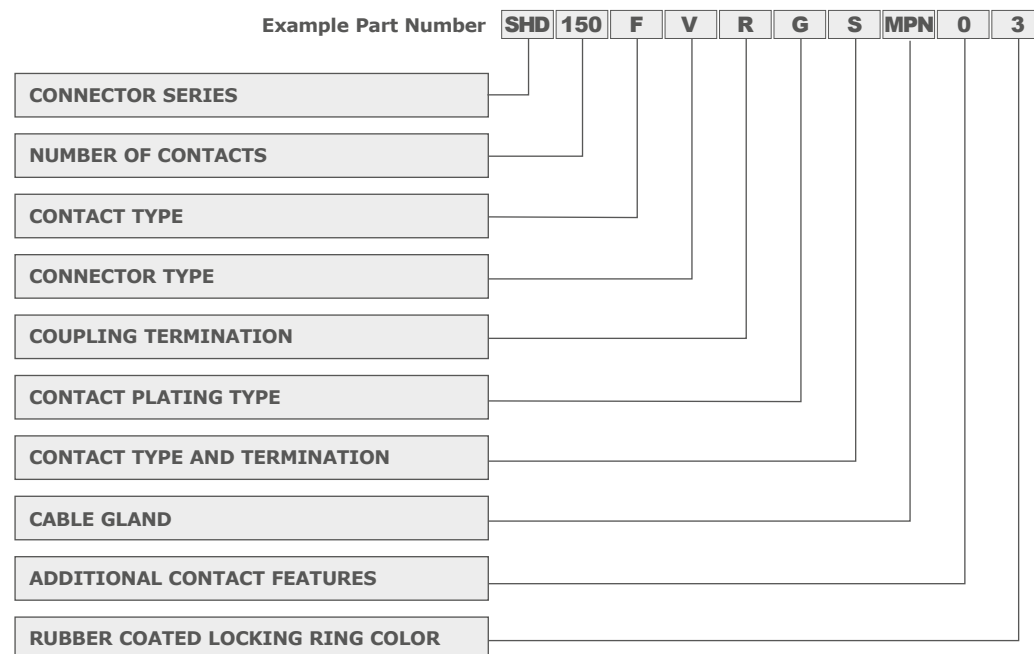 Example Part Number SHD 150 F V R G S MPN 0 3
CONNECTOR SERIES
NUMBER OF CONTACTS
CONTACT TYPE
CONNECTOR TYPE
COUPLING TERMINATION
CONTACT PLATING TYPE
CONTACT TYPE AND TERMINATION
CABLE GLAND
ADDITIONAL CONTACT FEATURES
RUBBER COATED LOCKING RING COLOR